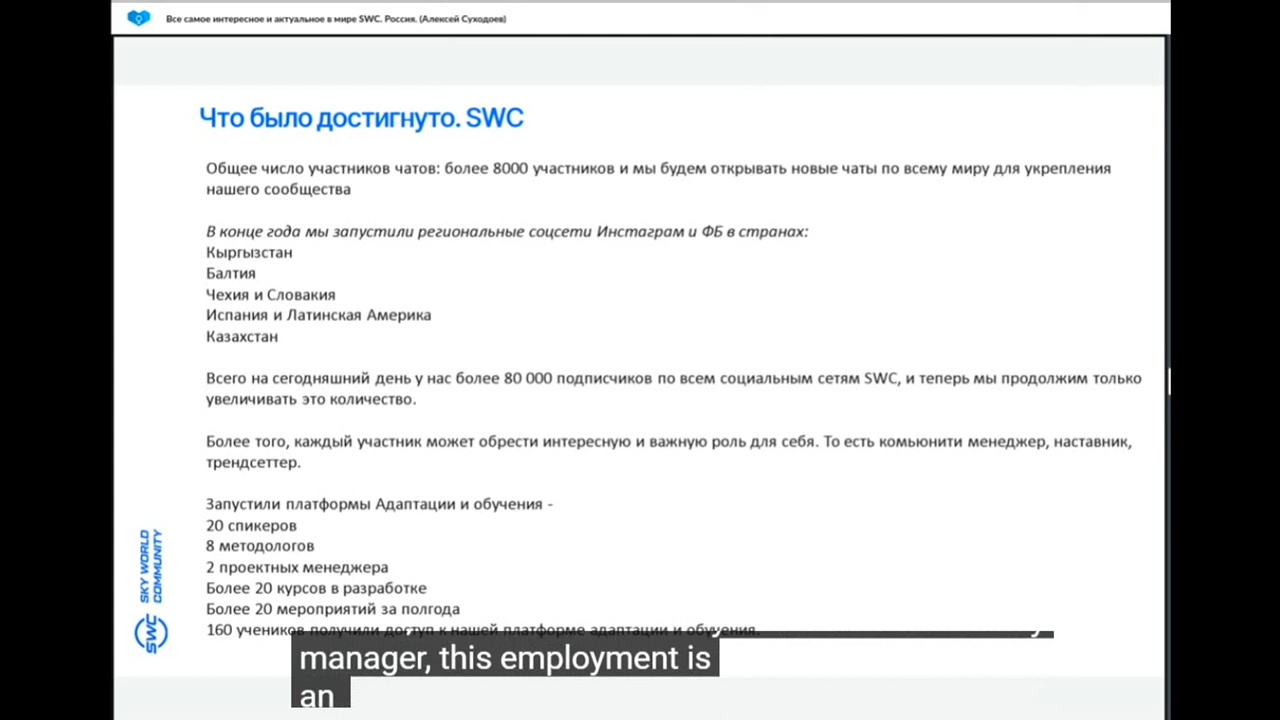 Все самое интересное и актуальное в мире SWC. Россия. (Алексей Суходоев)
Что было достигнуто. SWC
Общее число участников чатов: более 8000 участников и мы будем открывать новые чаты по всему миру для укрепления
нашего сообщества
В конце года мы запустили региональные соцсети Инстаграм и ФБ в странах:
Кыргызстан
Балтия
Чехия и Словакия
Испания и Латинская Америка
Казахстан
Всего на сегодняшний день у нас более 80 000 подписчиков по всем социальным сетям SWC, и теперь мы продолжим только
увеличивать это количество.
Более того, каждый участник может обрести интересную и важную роль для себя. То есть комьюнити менеджер, наставник,
трендсеттер.
Запустили платформы Адаптации и обучения -
20 спикеров
8 методологов
2 проектных менеджера
Более 20 курсов в разработке
Более 20 мероприятий за полгода
160 учеников получили доступ к нашей платформе адаптации и обучения.
SKY WORLD
COMMUNITY
SWC
manager, this employment is
an